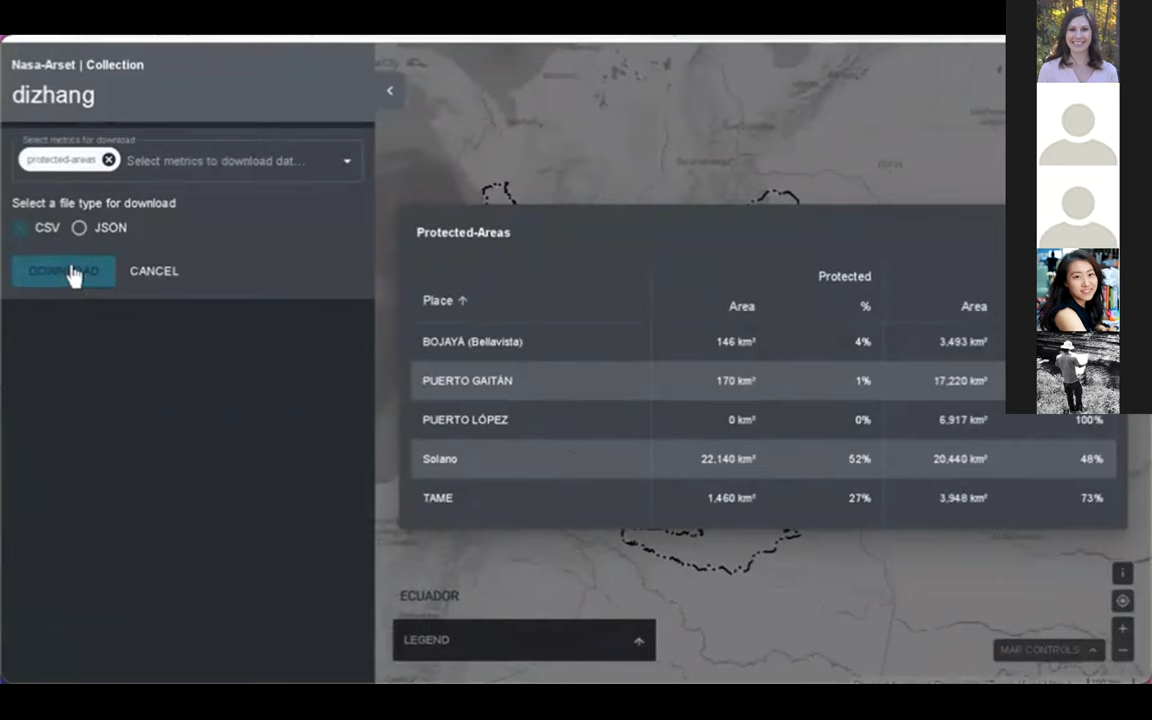 Nasa-Arset | Collection
dizhang
Select metrics for download
protected-areas Select metrics to download dat...
Select a file type for download
CSV JSON
DOWNLOAD CANCEL
Protected-Areas
Protected
Place ↑ Area % Area
BOJAYÁ (Bellavista) 146 km² 4% 3,493 km²
PUERTO GAITÁN 170 km² 1% 17,220 km²
PUERTO LÓPEZ 0 km² 0% 6,917 km² 100%
Solano 22,140 km² 52% 20,440 km² 48%
TAME 1,460 km² 27% 3,948 km² 73%
ECUADOR
LEGEND
MAP CONTROLS